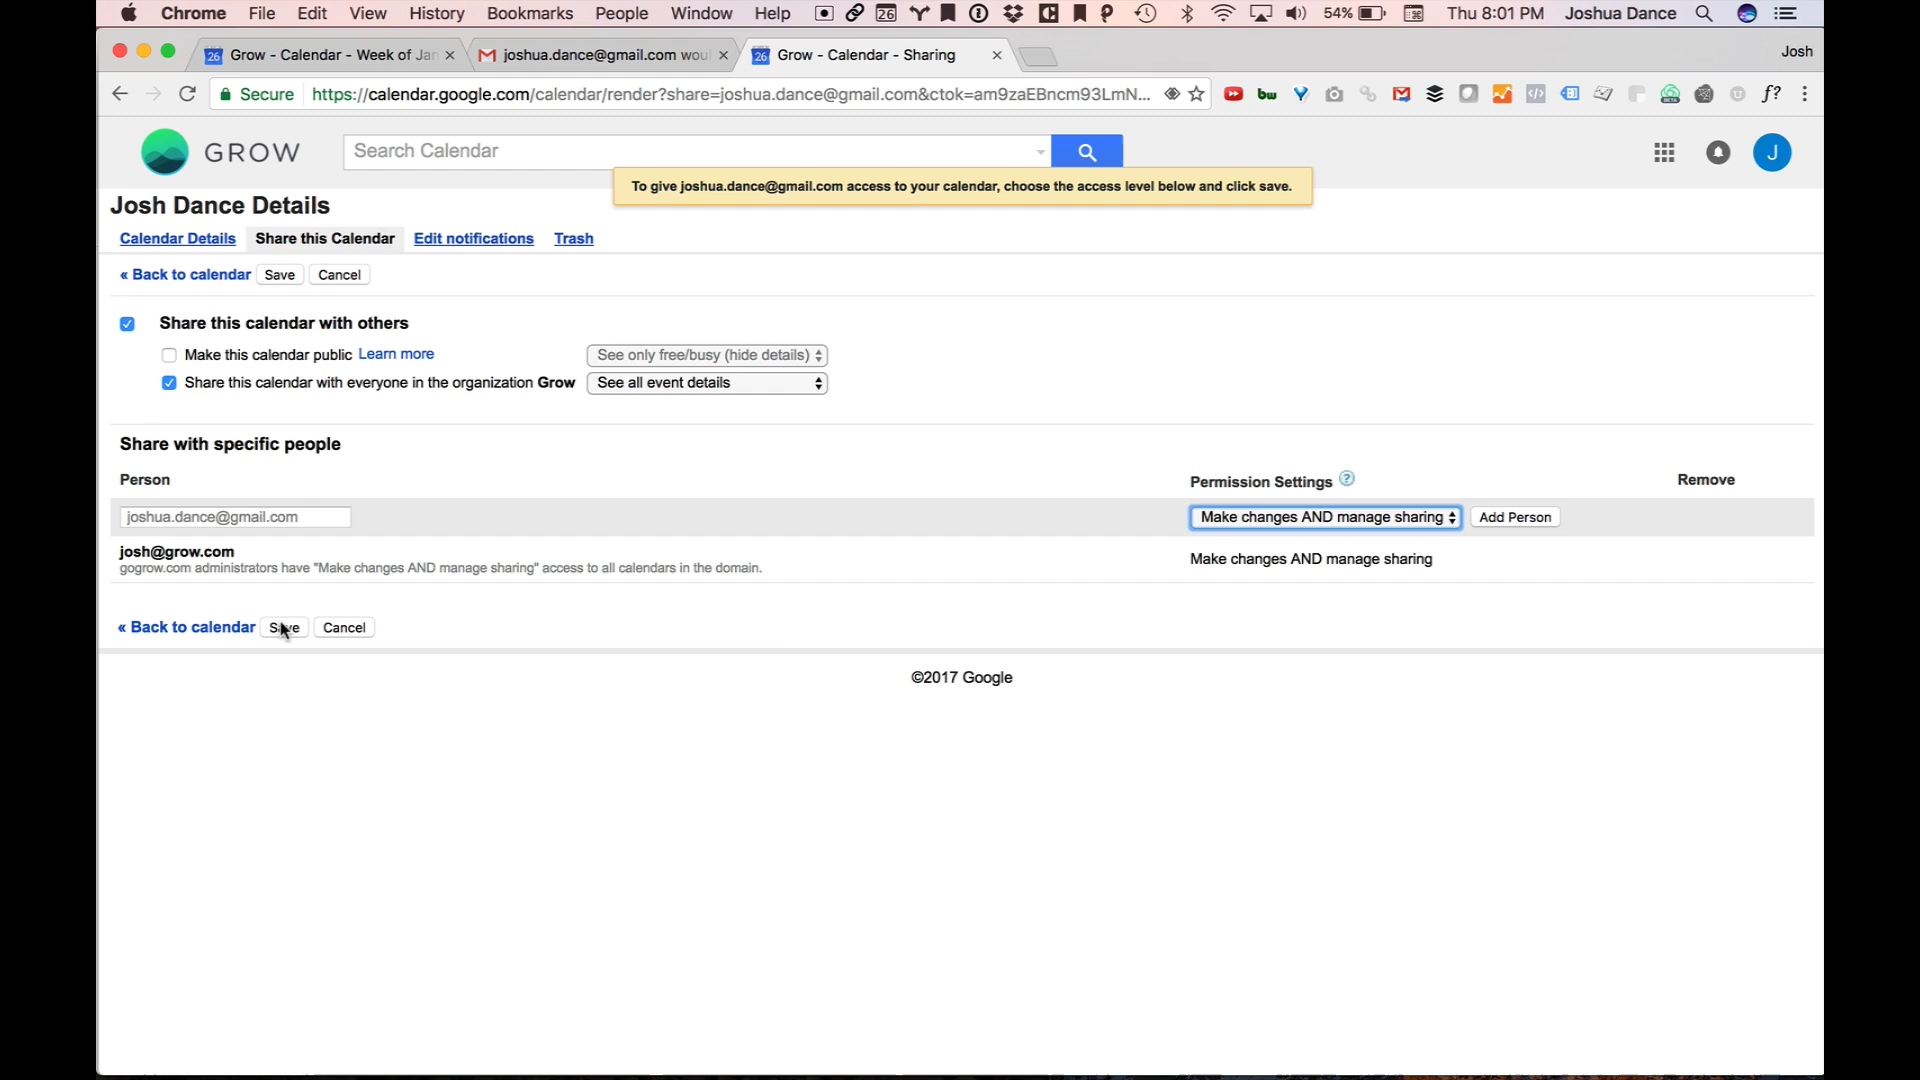 Chrome File Edit View History Bookmarks People Window Help 26 54% Thu 8:01 PM Joshua Dance
26 Grow - Calendar - Week of Jan
joshua.dance@gmail.com woul
26 Grow - Calendar - Sharing
Josh
Secure https://calendar.google.com/calendar/render?share=joshua.dance@gmail.com&ctok=am9zaEBncm93LmN... bw BETA f?
GROW
Search Calendar
J
To give joshua.dance@gmail.com access to your calendar, choose the access level below and click save.
Josh Dance Details
Calendar Details Share this Calendar Edit notifications Trash
« Back to calendar Save Cancel
Share this calendar with others
Make this calendar public Learn more See only free/busy (hide details)
Share this calendar with everyone in the organization Grow See all event details
Share with specific people
Person Permission Settings ? Remove
joshua.dance@gmail.com Make changes AND manage sharing Add Person
josh@grow.com Make changes AND manage sharing
gogrow.com administrators have "Make changes AND manage sharing" access to all calendars in the domain.
« Back to calendar Save Cancel
©2017 Google